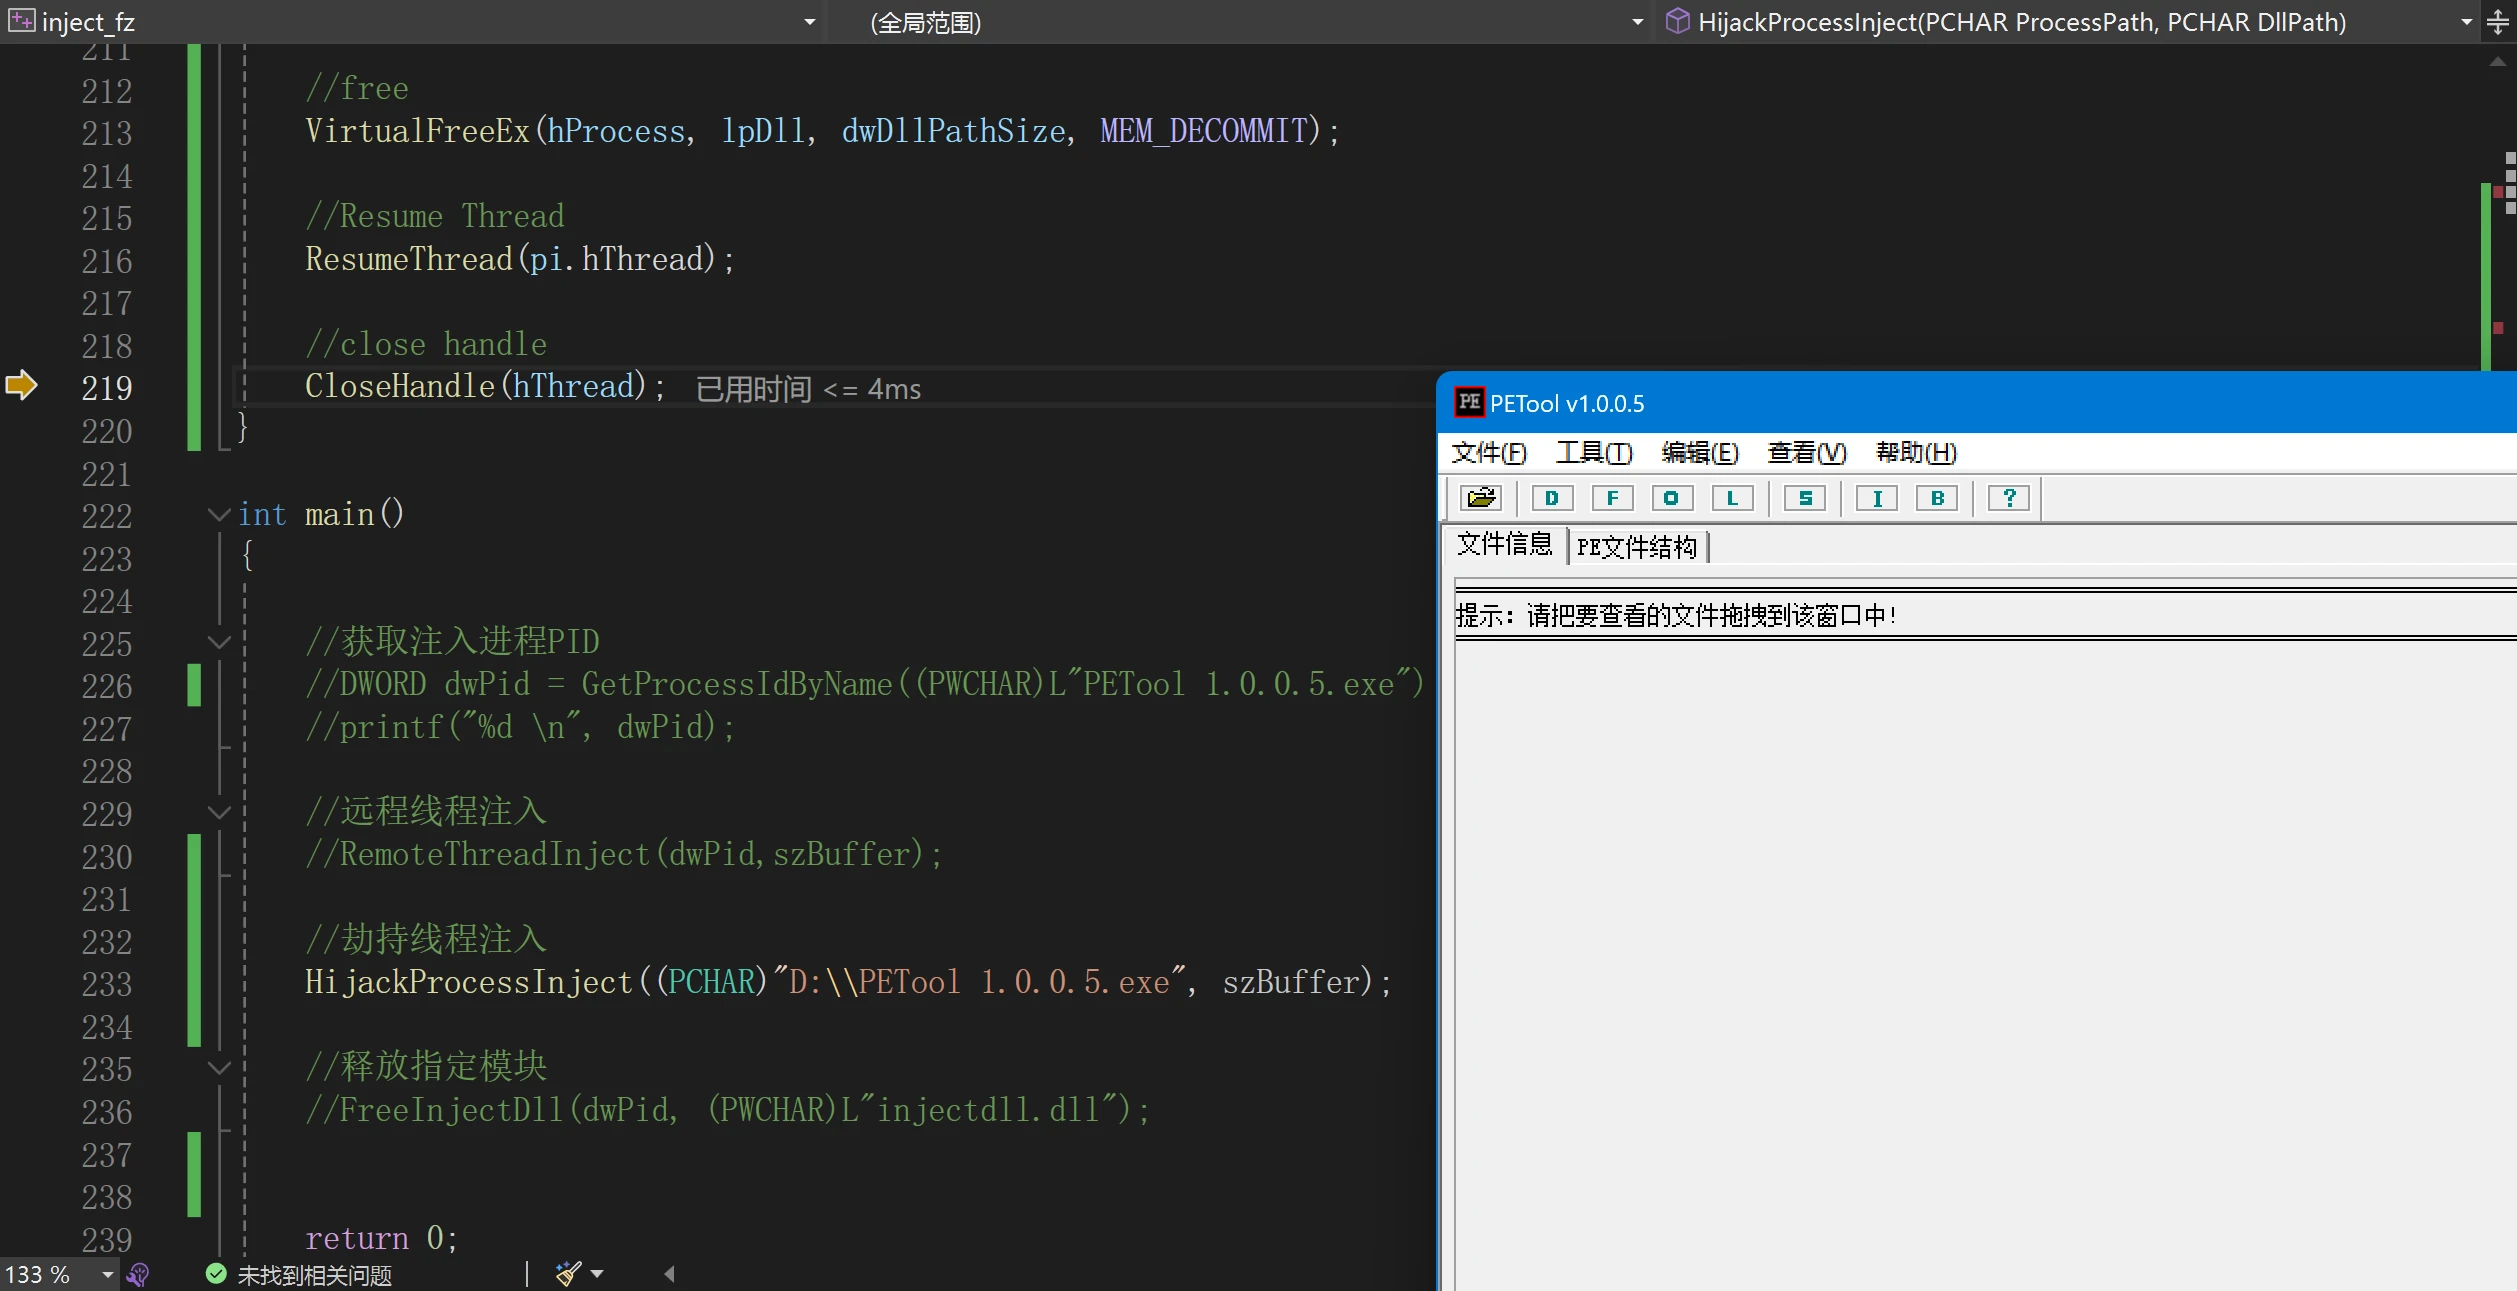 inject_fz
(全局范围)
HijackProcessInject(PCHAR ProcessPath, PCHAR DllPath)
211
212 //free
213 VirtualFreeEx(hProcess, lpDll, dwDllPathSize, MEM_DECOMMIT);
214
215 //Resume Thread
216 ResumeThread(pi.hThread);
217
218 //close handle
219 CloseHandle(hThread); 已用时间 <= 4ms
220 }
221
222 int main()
223 {
224
225 //获取注入进程PID
226 //DWORD dwPid = GetProcessIdByName((PWCHAR)L"PETool 1.0.0.5.exe")
227 //printf("%d \n", dwPid);
228
229 //远程线程注入
230 //RemoteThreadInject(dwPid,szBuffer);
231
232 //劫持线程注入
233 HijackProcessInject((PCHAR)"D:\\PETool 1.0.0.5.exe", szBuffer);
234
235 //释放指定模块
236 //FreeInjectDll(dwPid, (PWCHAR)L"injectdll.dll");
237
238
239 return 0;
133 %
未找到相关问题
PE PETool v1.0.0.5
文件(F) 工具(T) 编辑(E) 查看(V) 帮助(H)
D F O L S I B ?
文件信息 PE文件结构
提示: 请把要查看的文件拖拽到该窗口中!